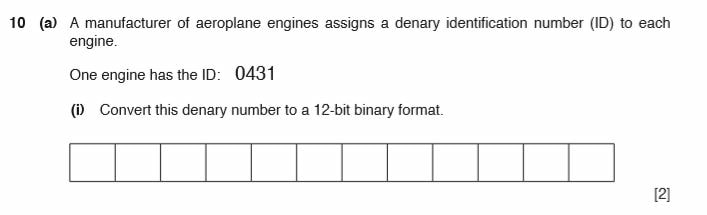 10 (a) A manufacturer of aeroplane engines assigns a denary identification number (ID) to each
engine.
One engine has the ID: 0431
(i) Convert this denary number to a 12-bit binary format.
[2]